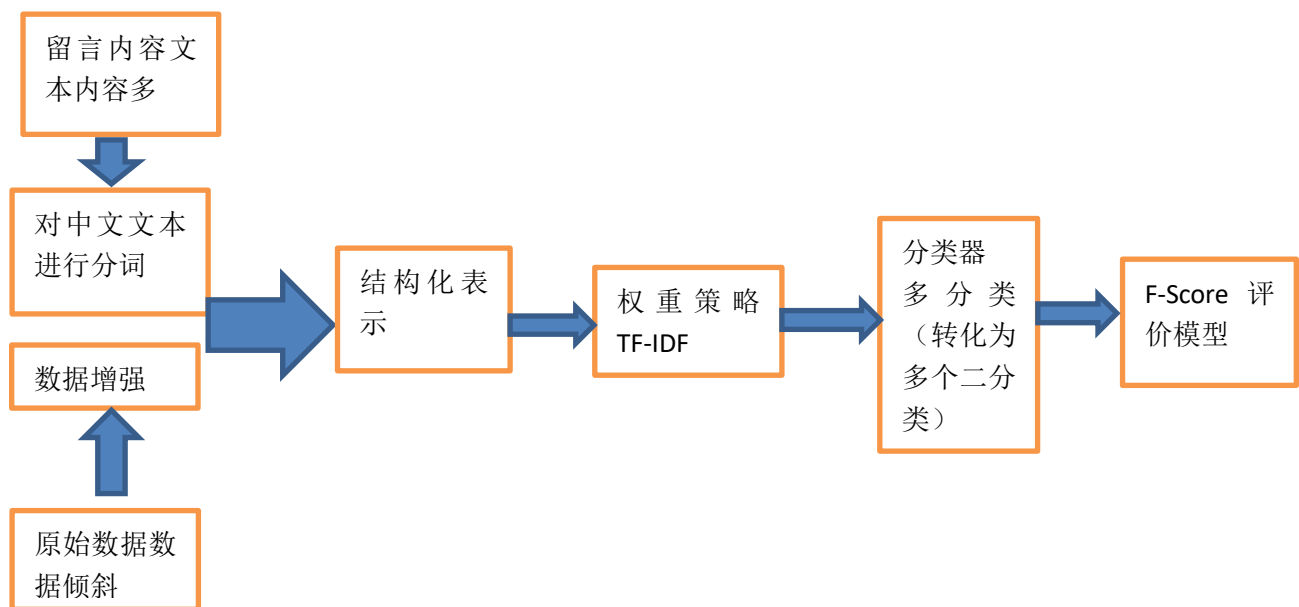 留言内容文
本内容多
对中文文本
进行分词
数据增强
原始数据数
据倾斜
结构化表
示
权重策略
TF-IDF
分类器
多分类
（转化为
多个二分
类）
F-Score 评
价模型